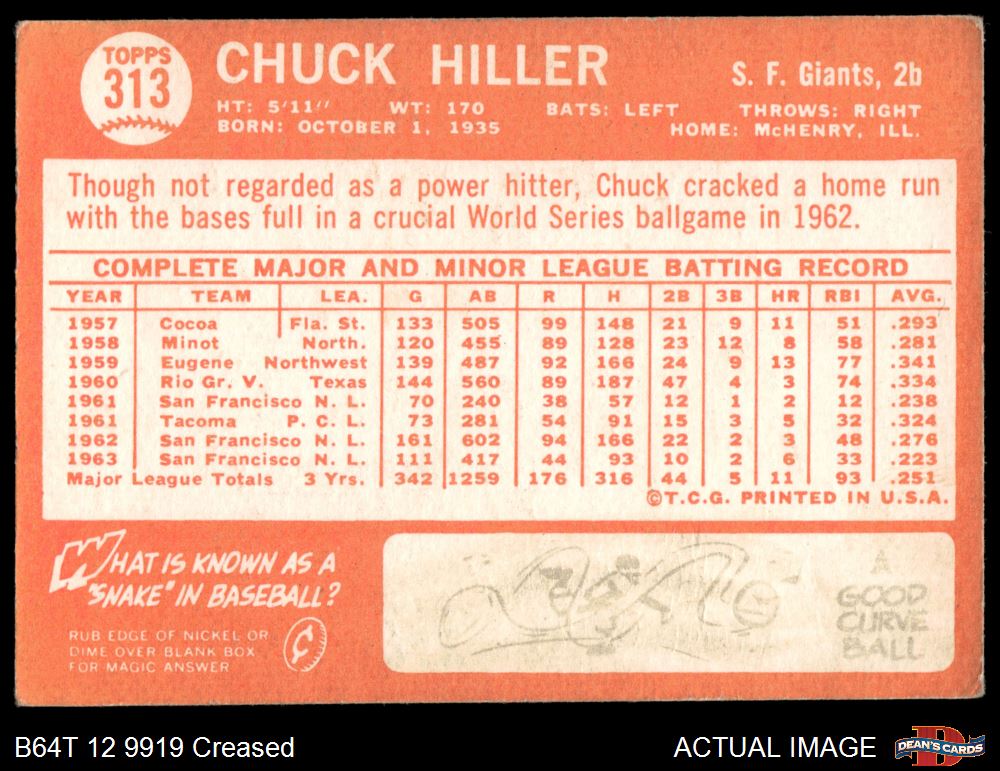 TOPPS
313
CHUCK HILLER
S. F. Giants, 2b
HT: 5'11" WT: 170 BATS: LEFT THROWS: RIGHT
BORN: OCTOBER 1, 1935 HOME: McHENRY, ILL.
Though not regarded as a power hitter, Chuck cracked a home run
with the bases full in a crucial World Series ballgame in 1962.
COMPLETE MAJOR AND MINOR LEAGUE BATTING RECORD
YEAR TEAM LEA. G AB R H 2B 3B HR RBI AVG.
1957 Cocoa Fla. St. 133 505 99 148 21 9 11 51 .293
1958 Minot North. 120 455 89 128 23 12 8 58 .281
1959 Eugene Northwest 139 487 92 166 24 9 13 77 .341
1960 Rio Gr. V. Texas 144 560 89 187 47 4 3 74 .334
1961 San Francisco N. L. 70 240 38 57 12 1 2 12 .238
1961 Tacoma P. C. L. 73 281 54 91 15 3 5 32 .324
1962 San Francisco N. L. 161 602 94 166 22 2 3 48 .276
1963 San Francisco N. L. 111 417 44 93 10 2 6 33 .223
Major League Totals 3 Yrs. 342 1259 176 316 44 5 11 93 .251
©T.C.G. PRINTED IN U.S.A.
WHAT IS KNOWN AS A
"SNAKE" IN BASEBALL?
RUB EDGE OF NICKEL OR
DIME OVER BLANK BOX
FOR MAGIC ANSWER
¢
A
GOOD
CURVE
BALL
B64T 12 9919 Creased
ACTUAL IMAGE
D
DEAN'S CARDS